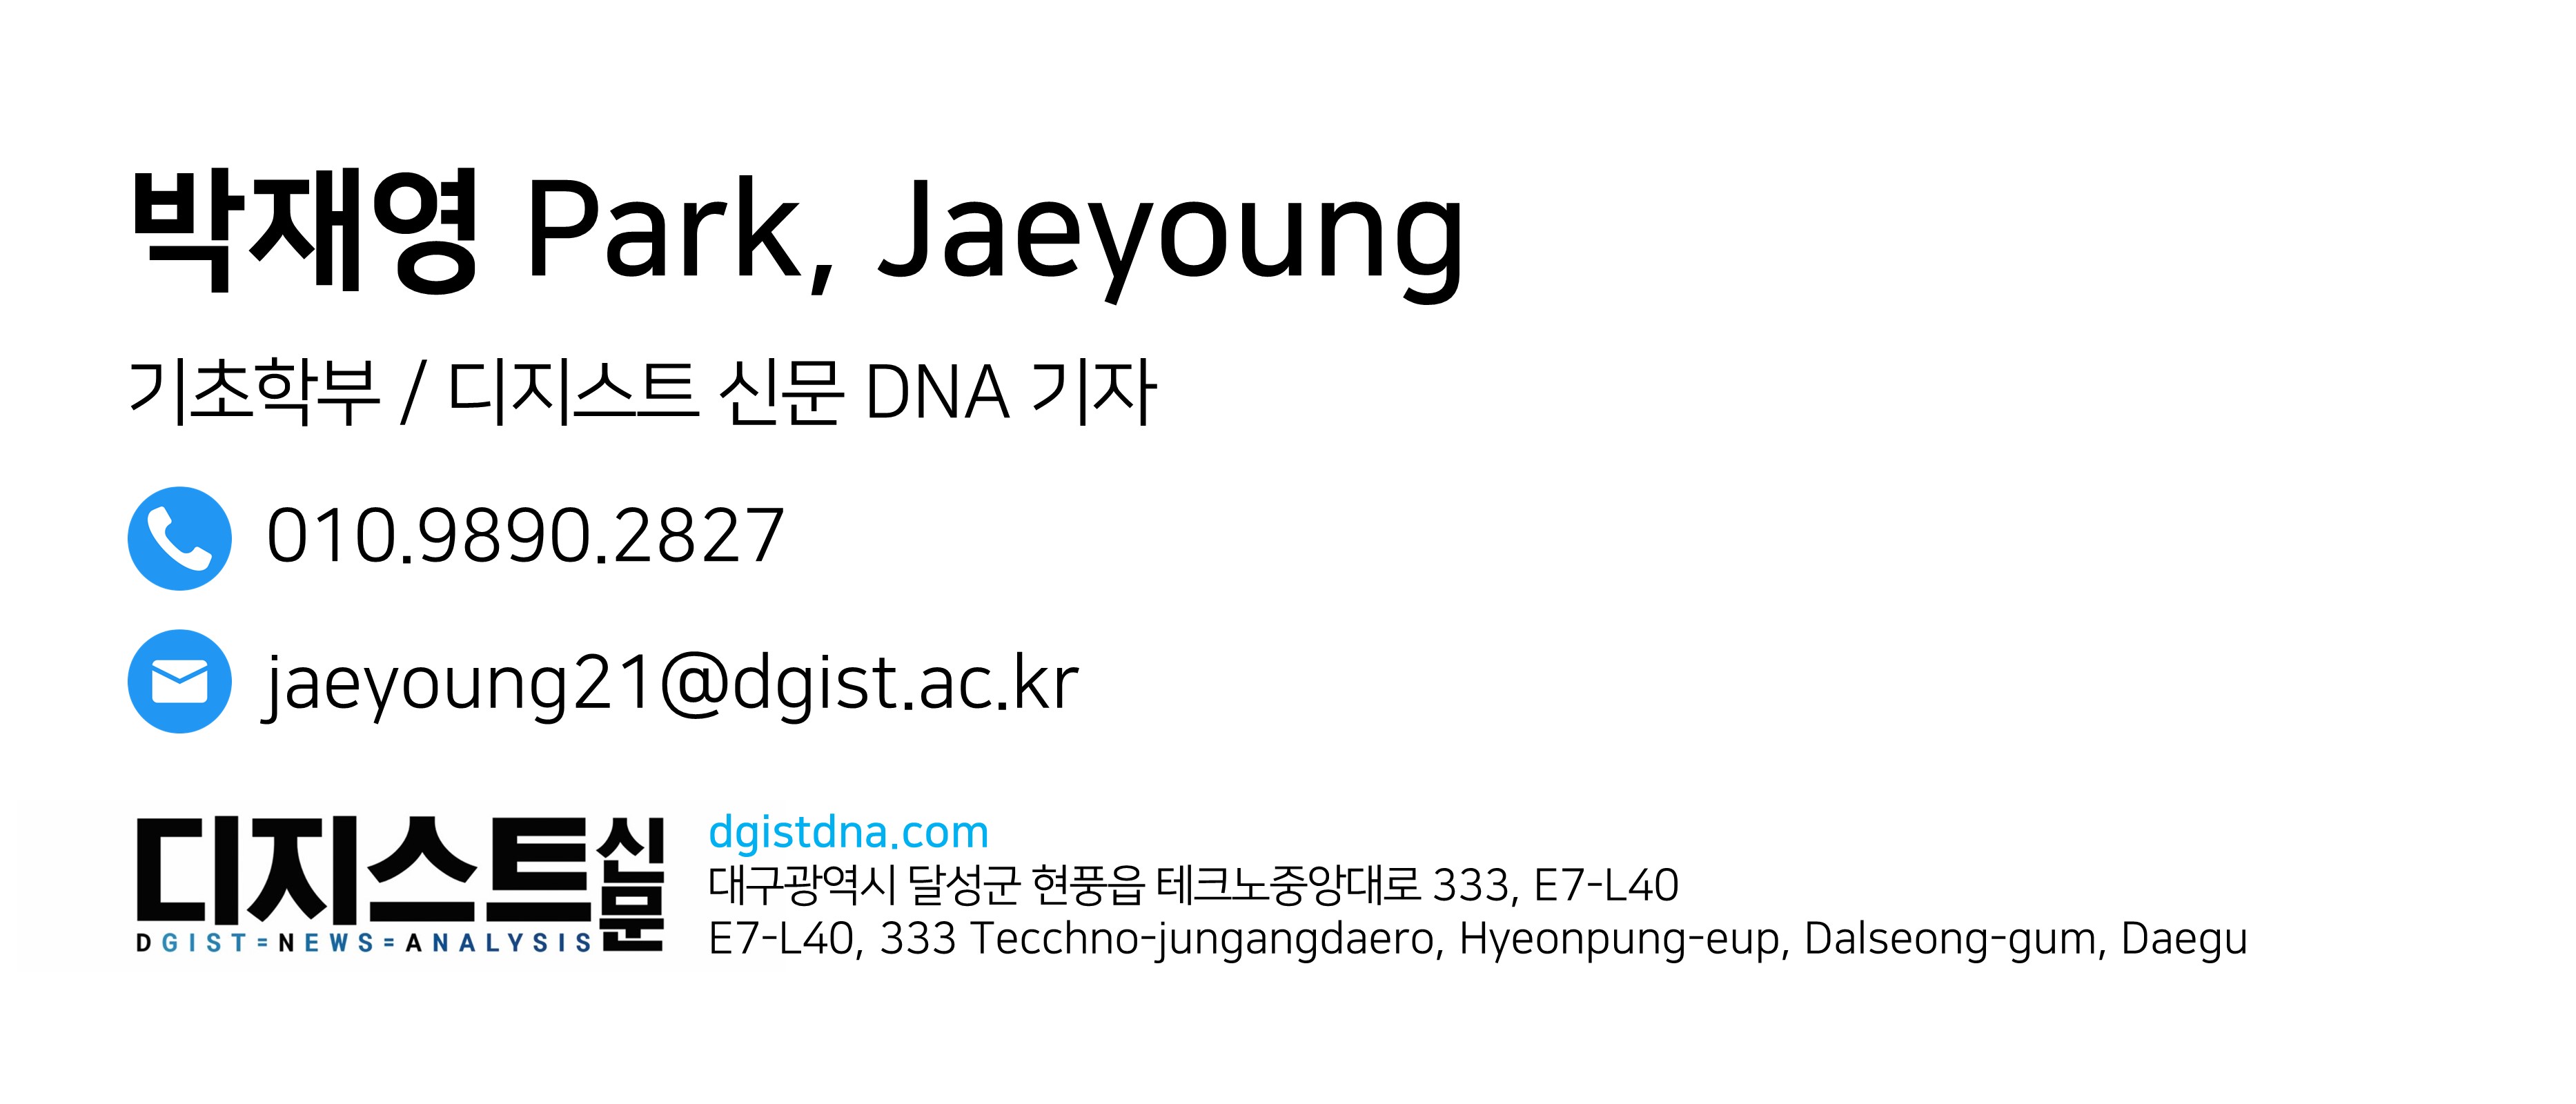 박재영 Park, Jaeyoung
기초학부 / 디지스트 신문 DNA 기자
010.9890.2827
jaeyoung21@dgist.ac.kr
디지스트신문
DGIST=NEWS=ANALYSIS
dgistdna.com
대구광역시 달성군 현풍읍 테크노중앙대로 333, E7-L40
E7-L40, 333 Tecchno-jungangdaero, Hyeonpung-eup, Dalseong-gum, Daegu